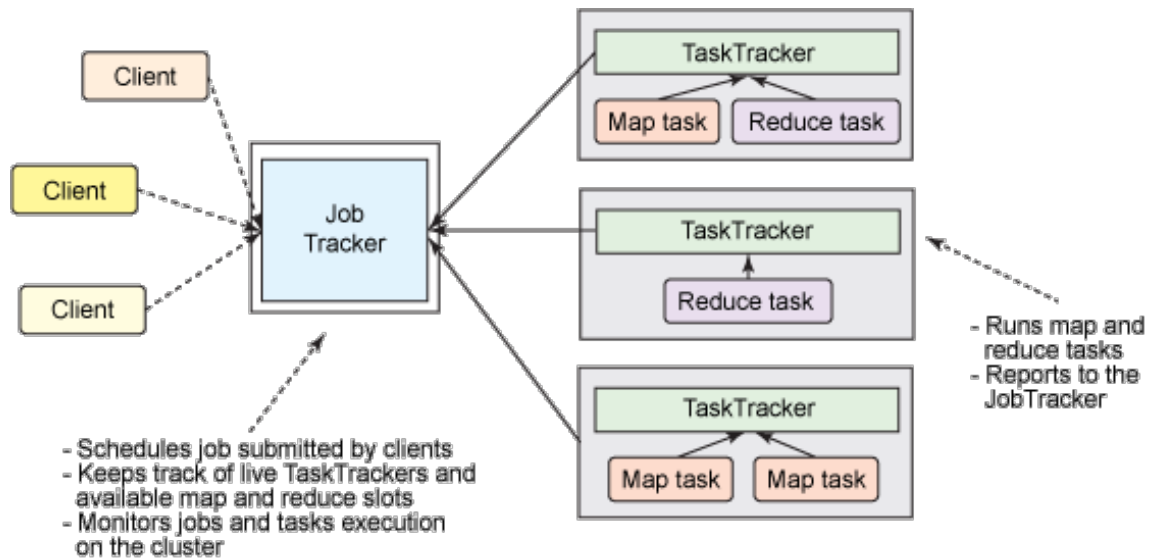 Client
Client
Client
Job
Tracker
TaskTracker
Map task
Reduce task
TaskTracker
Reduce task
TaskTracker
Map task
Map task
- Schedules job submitted by clients
- Keeps track of live TaskTrackers and
available map and reduce slots
- Monitors jobs and tasks execution
on the cluster
- Runs map and
reduce tasks
- Reports to the
JobTracker